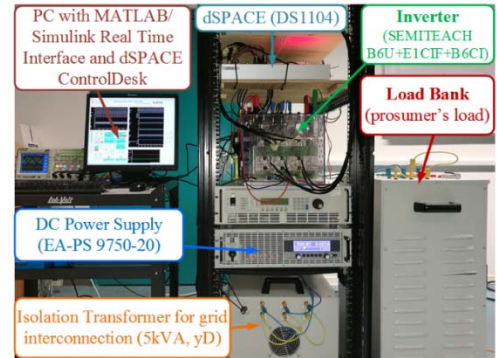 PC with MATLAB/
Simulink Real Time
Interface and dSPACE
ControlDesk
dSPACE (DS1104)
Inverter
(SEMITEACH
B6U+E1CIF+B6CI)
Load Bank
(prosumer's load)
DC Power Supply
(EA-PS 9750-20)
Isolation Transformer for grid
interconnection (5kVA, yD)